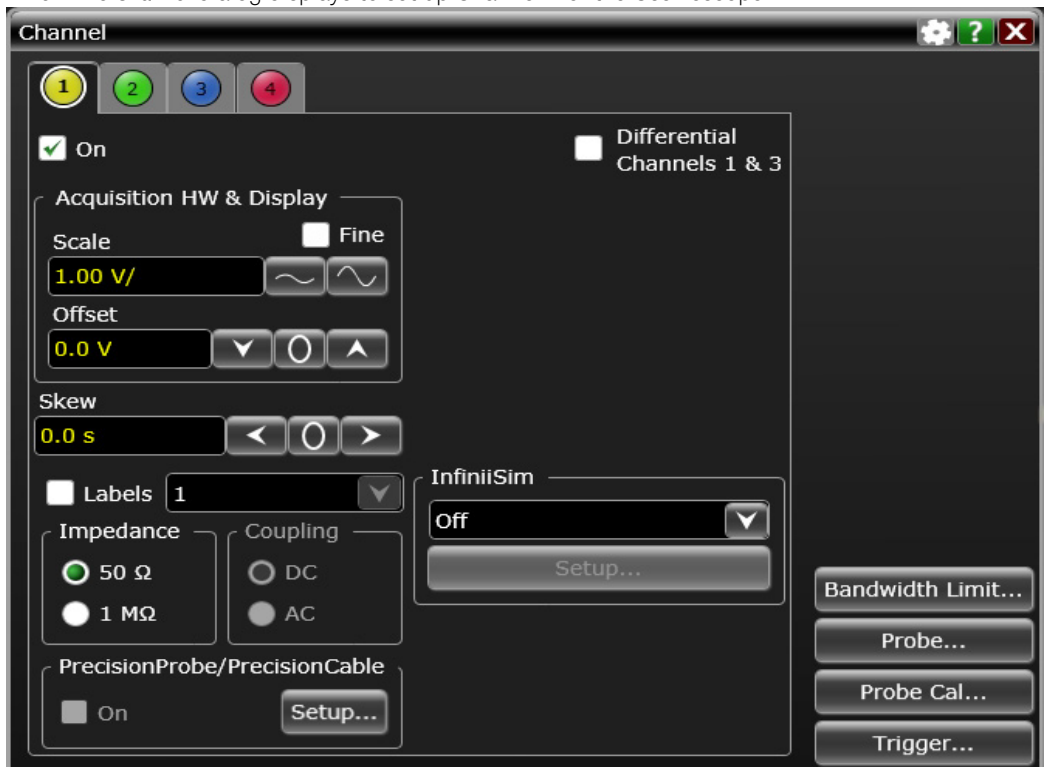 Channel
?
X
1 2 3 4
On
Differential
Channels 1 & 3
Acquisition HW & Display
Scale
Fine
1.00 V/
Offset
0.0 V
Skew
0.0 s
Labels 1
Impedance
50 Ω
1 MΩ
Coupling
DC
AC
InfiniiSim
Off
Setup...
PrecisionProbe/PrecisionCable
On
Setup...
Bandwidth Limit...
Probe...
Probe Cal...
Trigger...